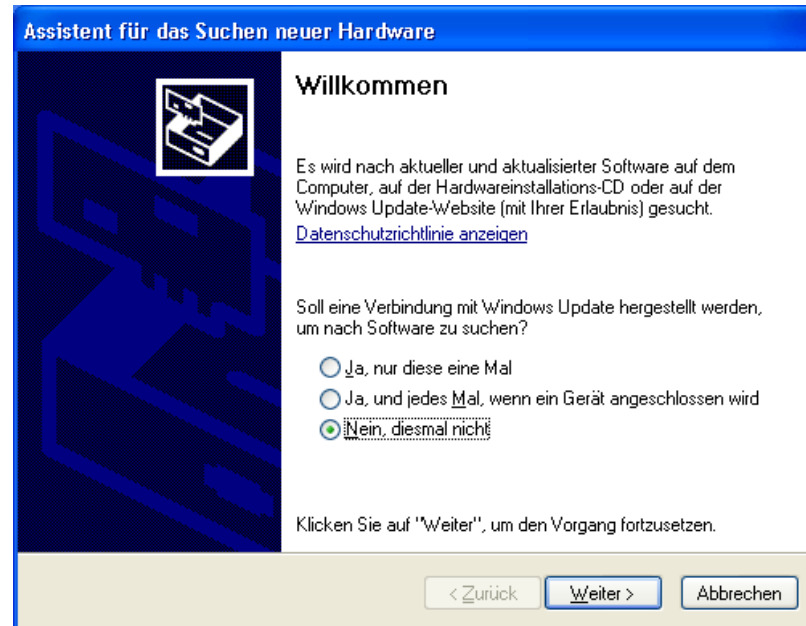 Assistent für das Suchen neuer Hardware
Willkommen
Es wird nach aktueller und aktualisierter Software auf dem
Computer, auf der Hardwareinstallations-CD oder auf der
Windows Update-Website (mit Ihrer Erlaubnis) gesucht.
Datenschutzrichtlinie anzeigen
Soll eine Verbindung mit Windows Update hergestellt werden,
um nach Software zu suchen?
Ja, nur diese eine Mal
Ja, und jedes Mal, wenn ein Gerät angeschlossen wird
Nein, diesmal nicht
Klicken Sie auf "Weiter", um den Vorgang fortzusetzen.
< Zurück Weiter > Abbrechen